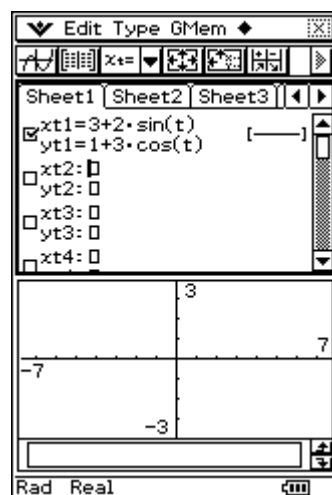 Edit Type GMem ◆
xt=
Sheet1 Sheet2 Sheet3
xt1=3+2·sin(t)
yt1=1+3·cos(t)
[——]
xt2:
yt2:
xt3:
yt3:
xt4:
3
7
-7
-3
Rad Real